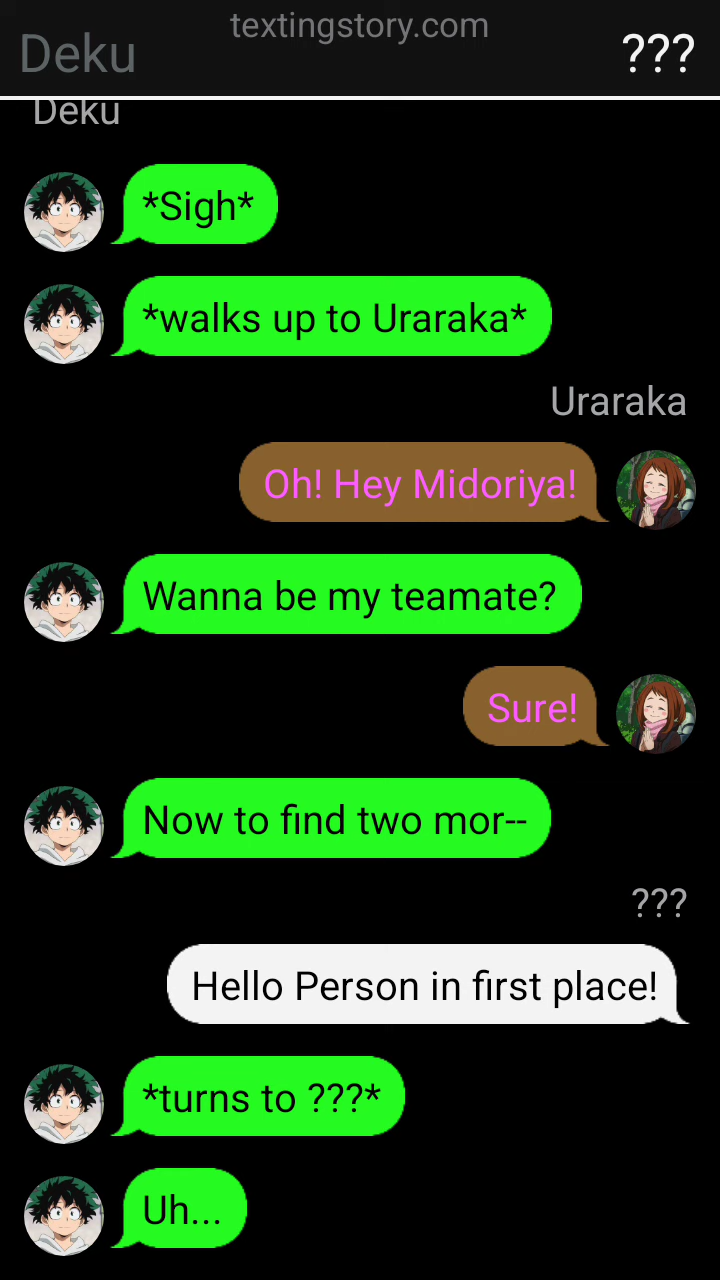 textingstory.com
Deku
???
Deku
*Sigh*
*walks up to Uraraka*
Uraraka
Oh! Hey Midoriya!
Wanna be my teamate?
Sure!
Now to find two mor--
???
Hello Person in first place!
*turns to ???*
Uh...